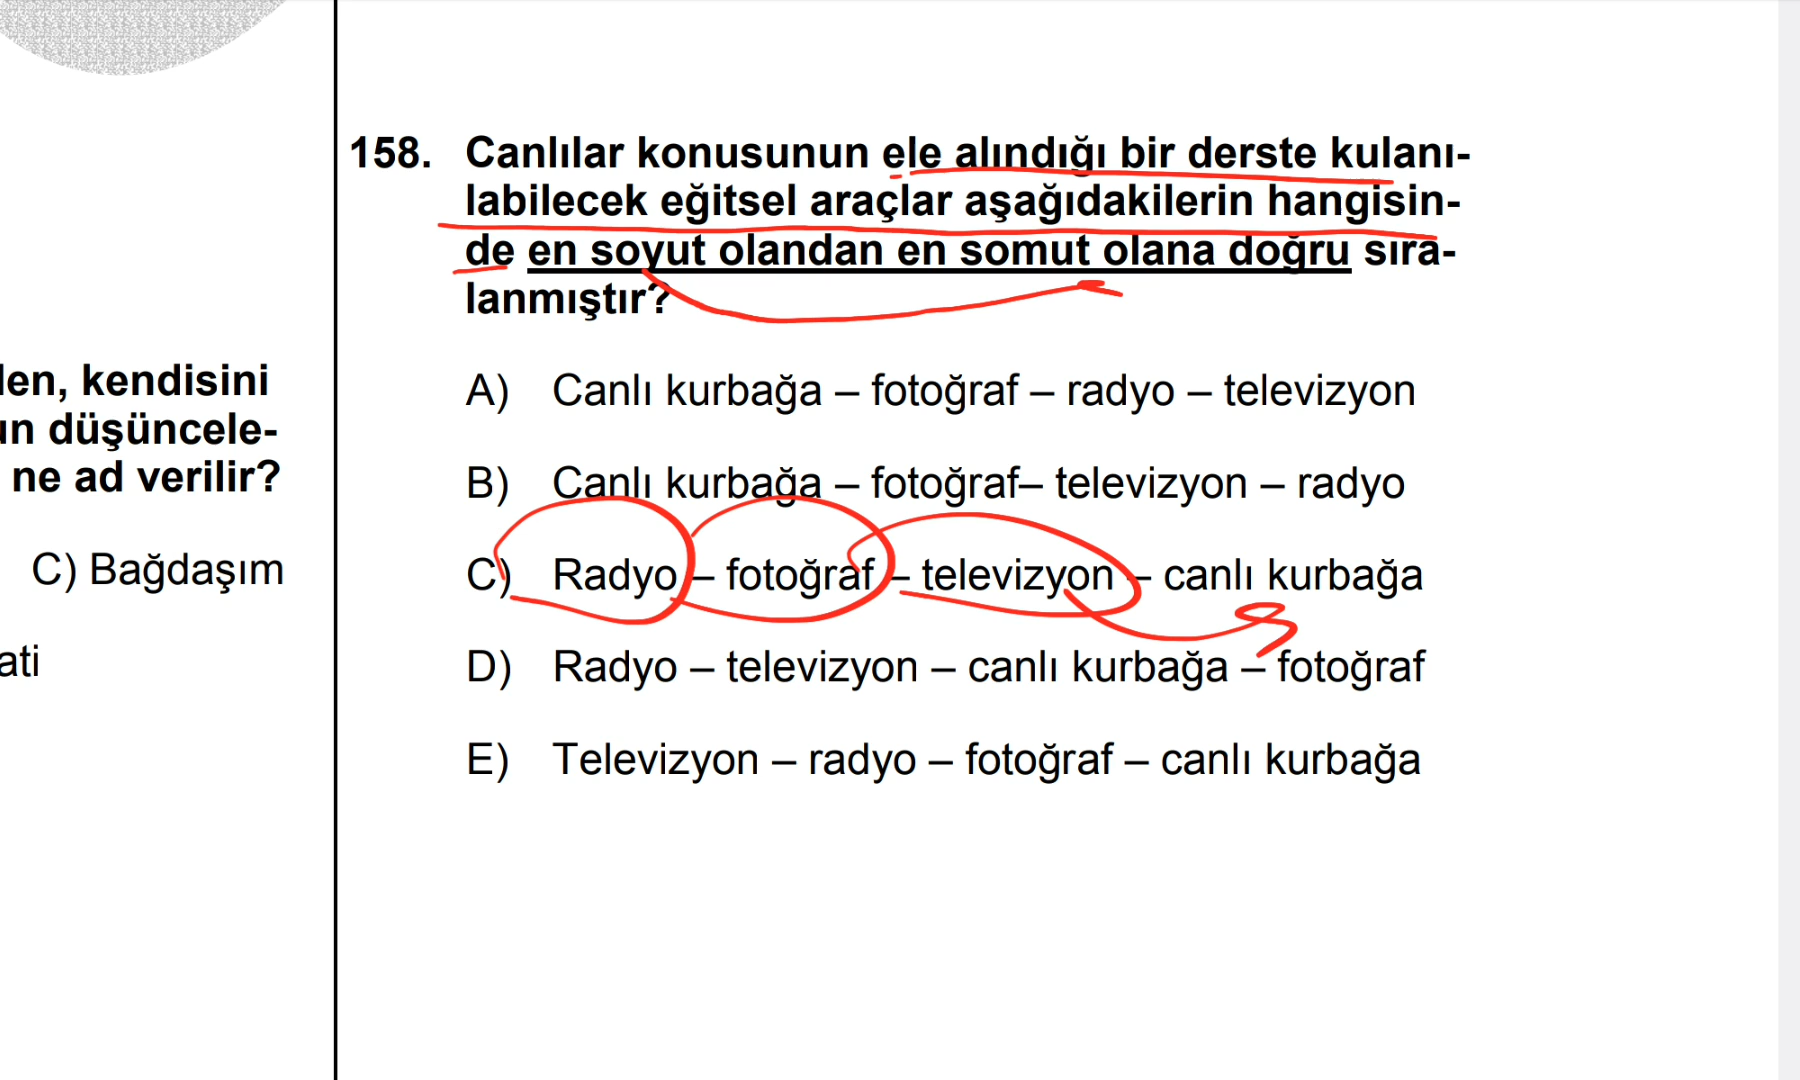 len, kendisini
un düşüncele-
ne ad verilir?
C) Bağdaşım
ati
158. Canlılar konusunun ele alındığı bir derste kulanı-
labilecek eğitsel araçlar aşağıdakilerin hangisin-
de en soyut olandan en somut olana doğru sıra-
lanmıştır?
A) Canlı kurbağa – fotoğraf – radyo – televizyon
B) Canlı kurbağa – fotoğraf– televizyon – radyo
C) Radyo – fotoğraf – televizyon – canlı kurbağa
D) Radyo – televizyon – canlı kurbağa – fotoğraf
E) Televizyon – radyo – fotoğraf – canlı kurbağa